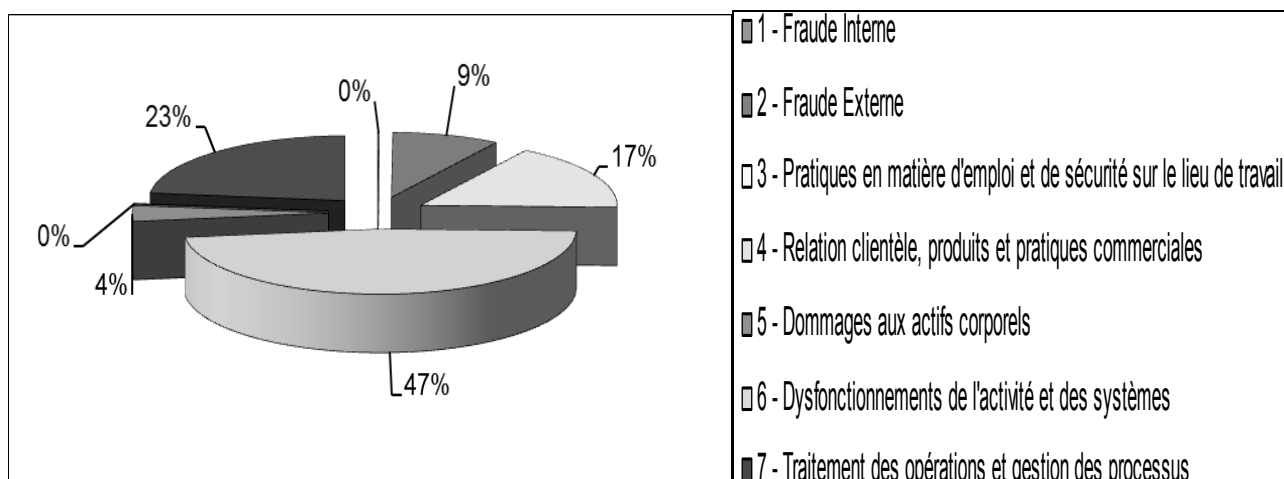 0%
9%
23%
17%
0%
4%
47%
1 - Fraude Interne
2 - Fraude Externe
3 - Pratiques en matière d'emploi et de sécurité sur le lieu de travail
4 - Relation clientèle, produits et pratiques commerciales
5 - Dommages aux actifs corporels
6 - Dysfonctionnements de l'activité et des systèmes
7 - Traitement des opérations et gestion des processus